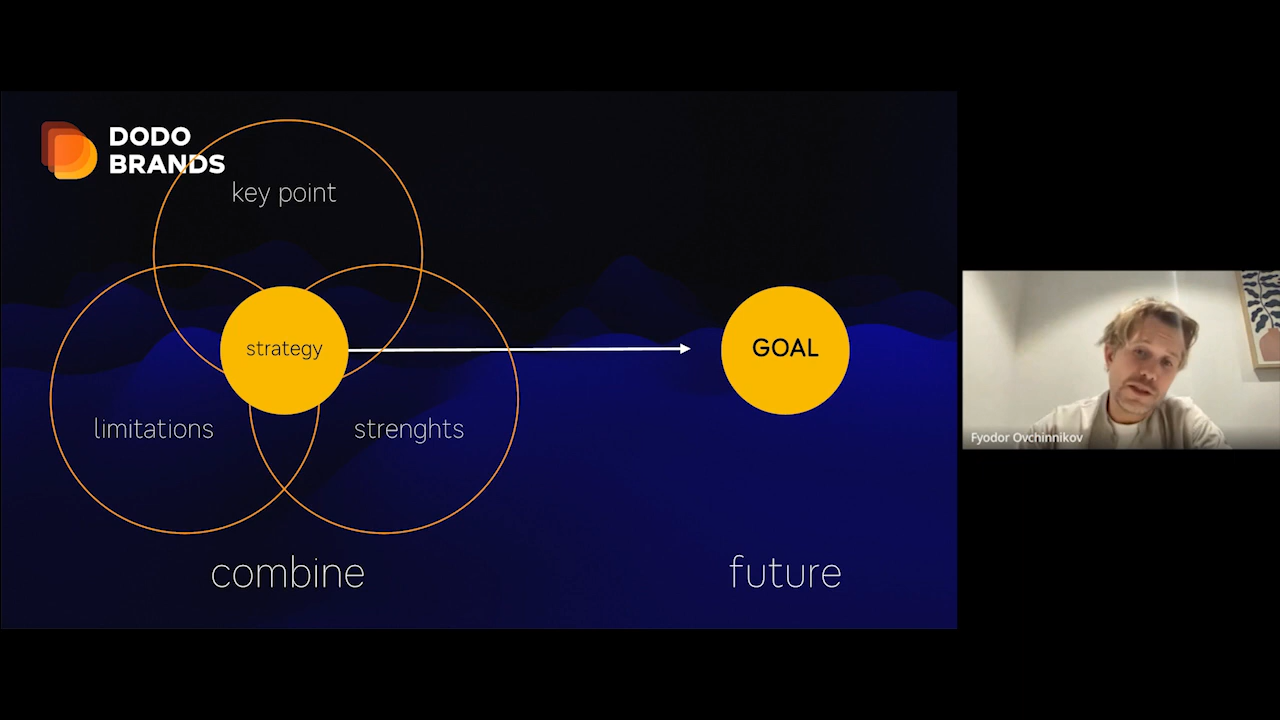 DODO
BRANDS
key point
strategy
GOAL
limitations
strenghts
combine
future
Fyodor Ovchinnikov